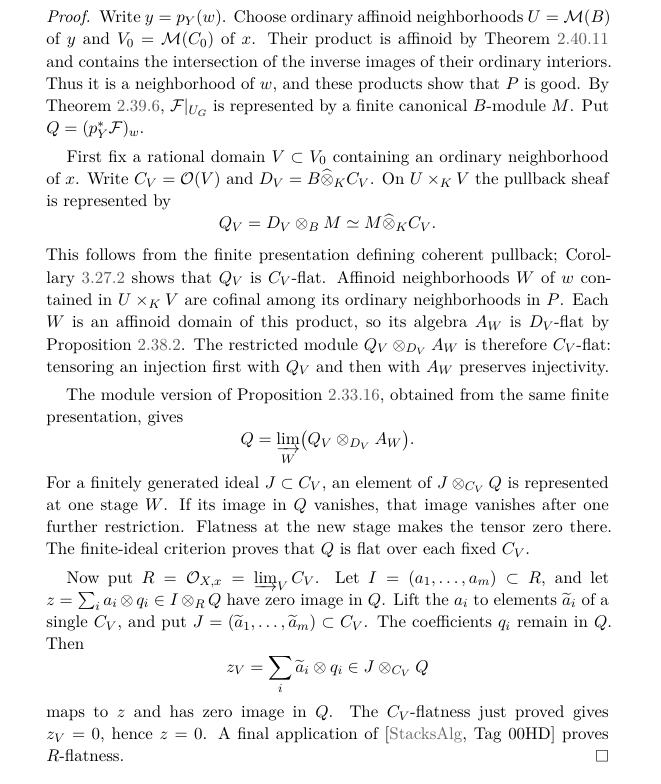 Proof. Write y = p_Y(w). Choose ordinary affinoid neighborhoods U = ℳ(B)
of y and V_0 = ℳ(C_0) of x. Their product is affinoid by Theorem 2.40.11
and contains the intersection of the inverse images of their ordinary interiors.
Thus it is a neighborhood of w, and these products show that P is good. By
Theorem 2.39.6, ℱ|_{U_G} is represented by a finite canonical B-module M. Put
Q = (p_Y^*ℱ)_w.
First fix a rational domain V ⊂ V_0 containing an ordinary neighborhood
of x. Write C_V = 𝒪(V) and D_V = B⊗̂_K C_V. On U ×_K V the pullback sheaf
is represented by
Q_V = D_V ⊗_B M ≃ M⊗̂_K C_V.
This follows from the finite presentation defining coherent pullback; Corol-
lary 3.27.2 shows that Q_V is C_V-flat. Affinoid neighborhoods W of w con-
tained in U ×_K V are cofinal among its ordinary neighborhoods in P. Each
W is an affinoid domain of this product, so its algebra A_W is D_V-flat by
Proposition 2.38.2. The restricted module Q_V ⊗_{D_V} A_W is therefore C_V-flat:
tensoring an injection first with Q_V and then with A_W preserves injectivity.
The module version of Proposition 2.33.16, obtained from the same finite
presentation, gives
Q = lim→_W (Q_V ⊗_{D_V} A_W).
For a finitely generated ideal J ⊂ C_V, an element of J ⊗_{C_V} Q is represented
at one stage W. If its image in Q vanishes, that image vanishes after one
further restriction. Flatness at the new stage makes the tensor zero there.
The finite-ideal criterion proves that Q is flat over each fixed C_V.
Now put R = 𝒪_{X,x} = lim→_V C_V. Let I = (a_1, . . . , a_m) ⊂ R, and let
z = ∑_i a_i ⊗ q_i ∈ I ⊗_R Q have zero image in Q. Lift the a_i to elements ã_i of a
single C_V, and put J = (ã_1, . . . , ã_m) ⊂ C_V. The coefficients q_i remain in Q.
Then
z_V = ∑_i ã_i ⊗ q_i ∈ J ⊗_{C_V} Q
maps to z and has zero image in Q. The C_V-flatness just proved gives
z_V = 0, hence z = 0. A final application of [StacksAlg, Tag 00HD] proves
R-flatness. □